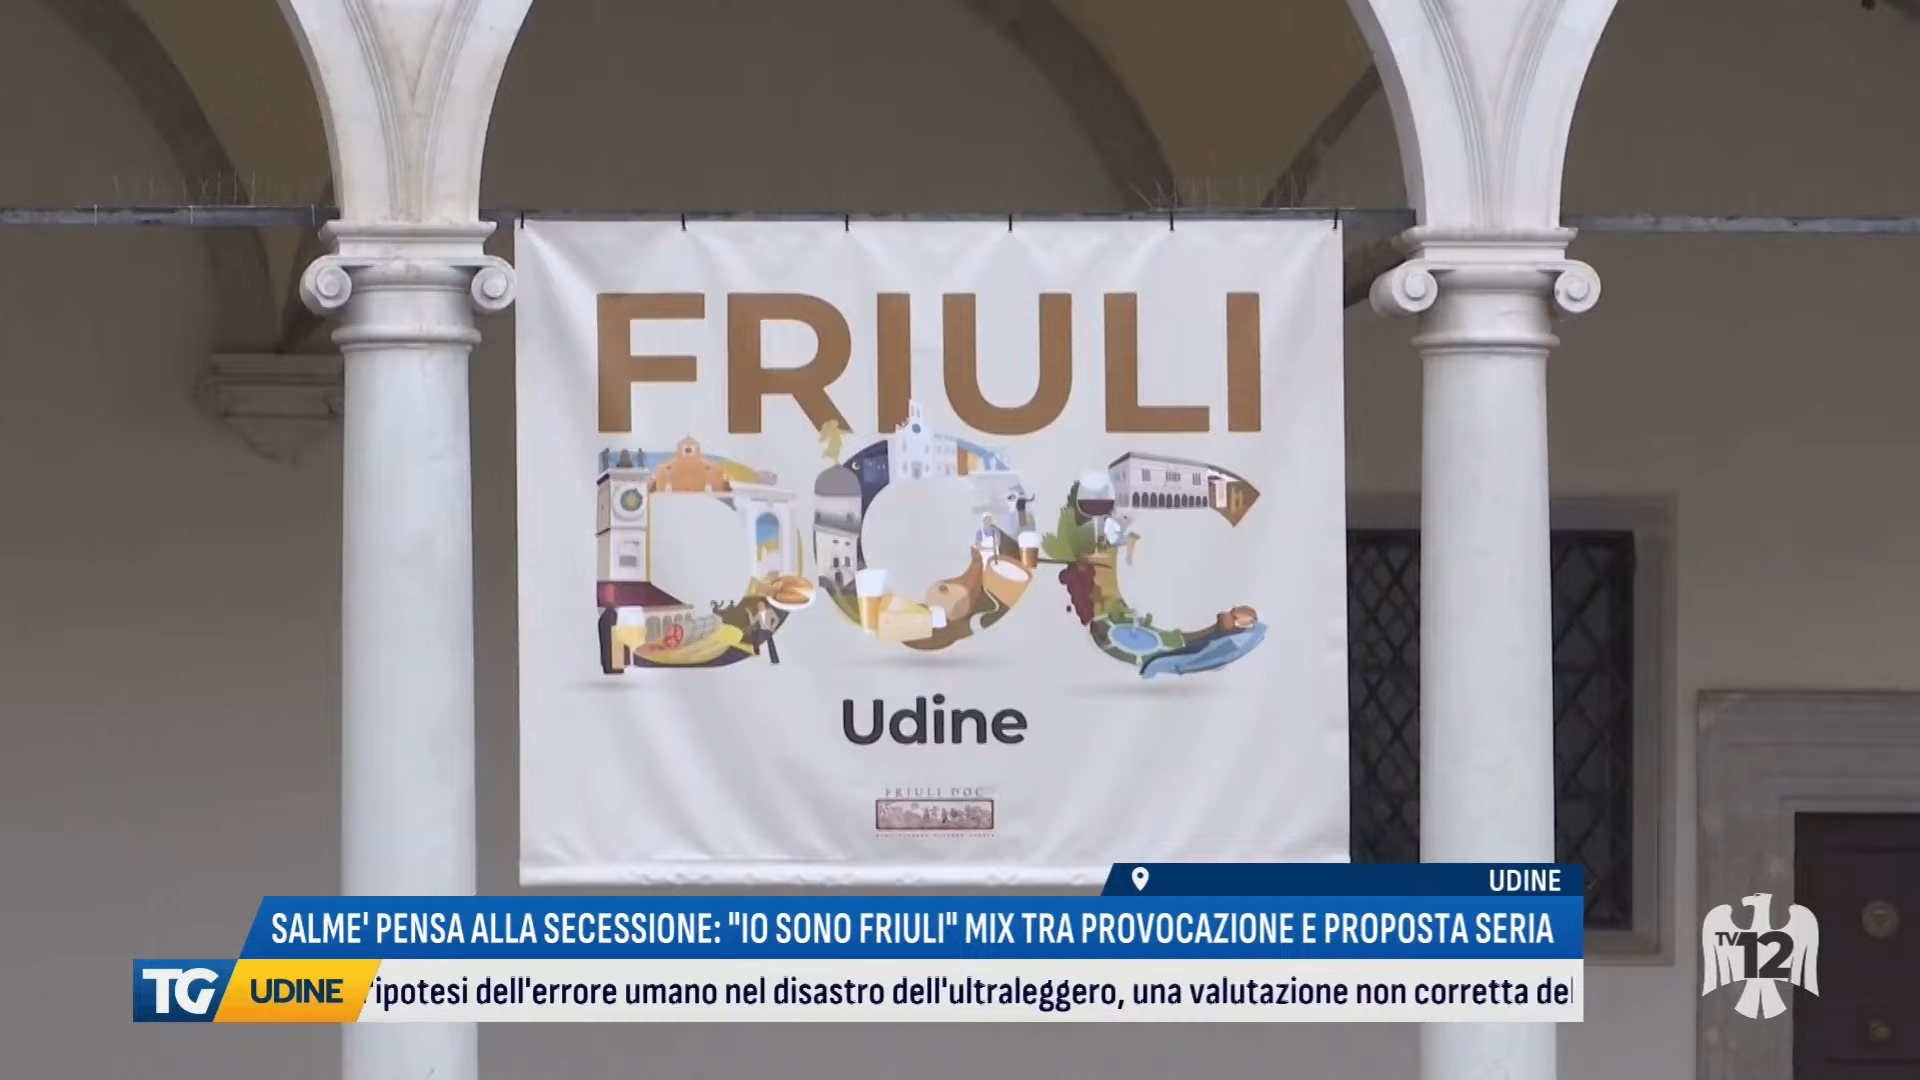 FRIULI
DOC
Udine
FRIULI DOC
UDINE
SALME' PENSA ALLA SECESSIONE: "IO SONO FRIULI" MIX TRA PROVOCAZIONE E PROPOSTA SERIA
TG UDINE
ipotesi dell'errore umano nel disastro dell'ultraleggero, una valutazione non corretta del
TV12